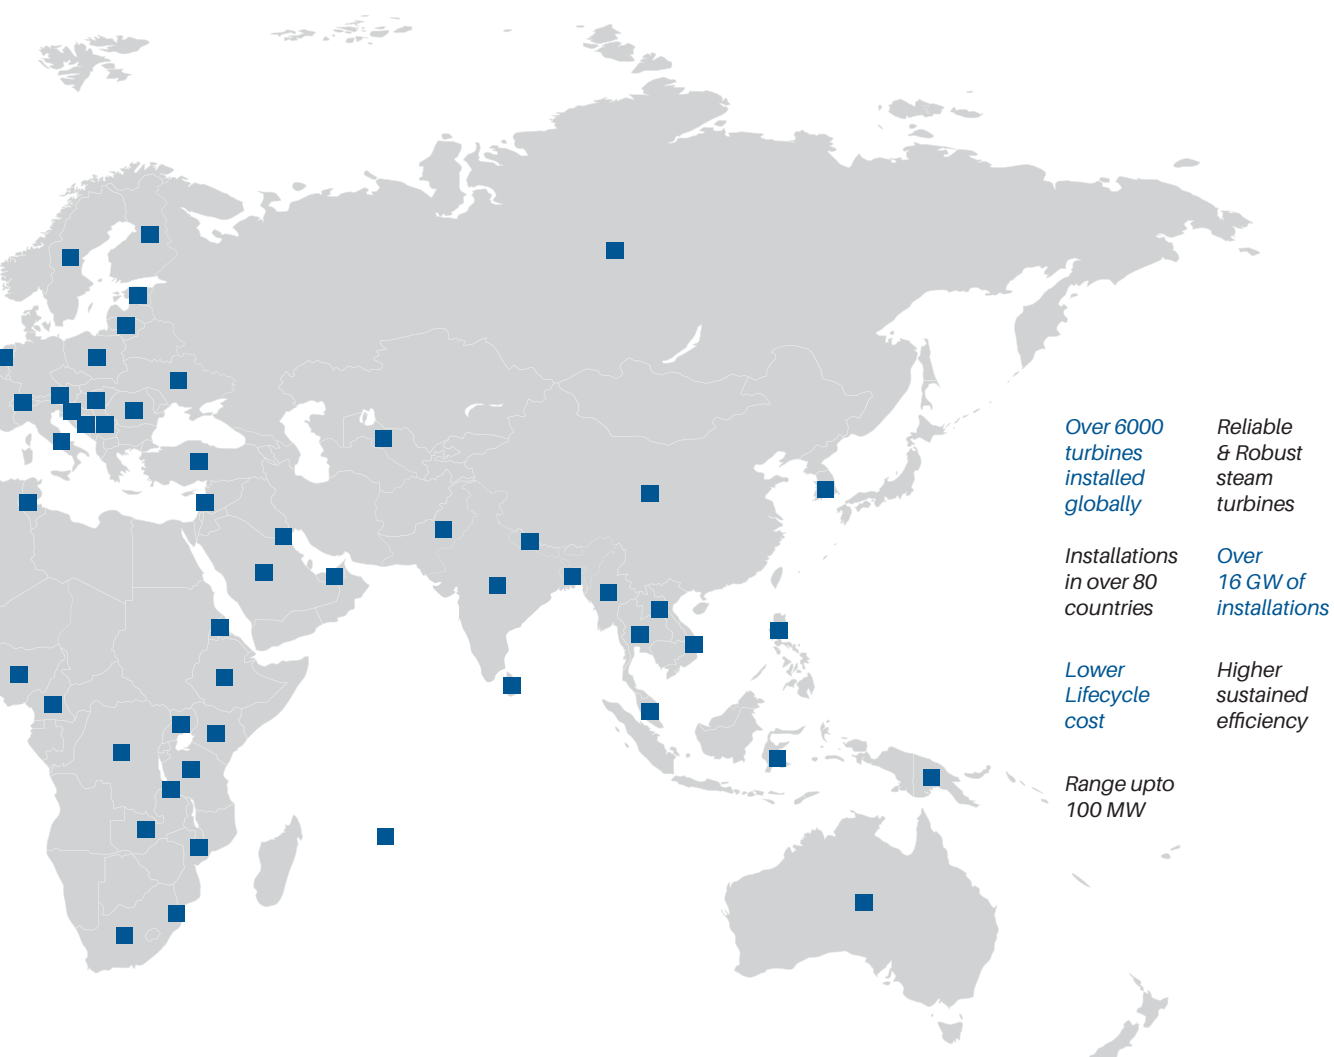 Over 6000
turbines
installed
globally
Reliable
& Robust
steam
turbines
Installations
in over 80
countries
Over
16 GW of
installations
Lower
Lifecycle
cost
Higher
sustained
efficiency
Range upto
100 MW